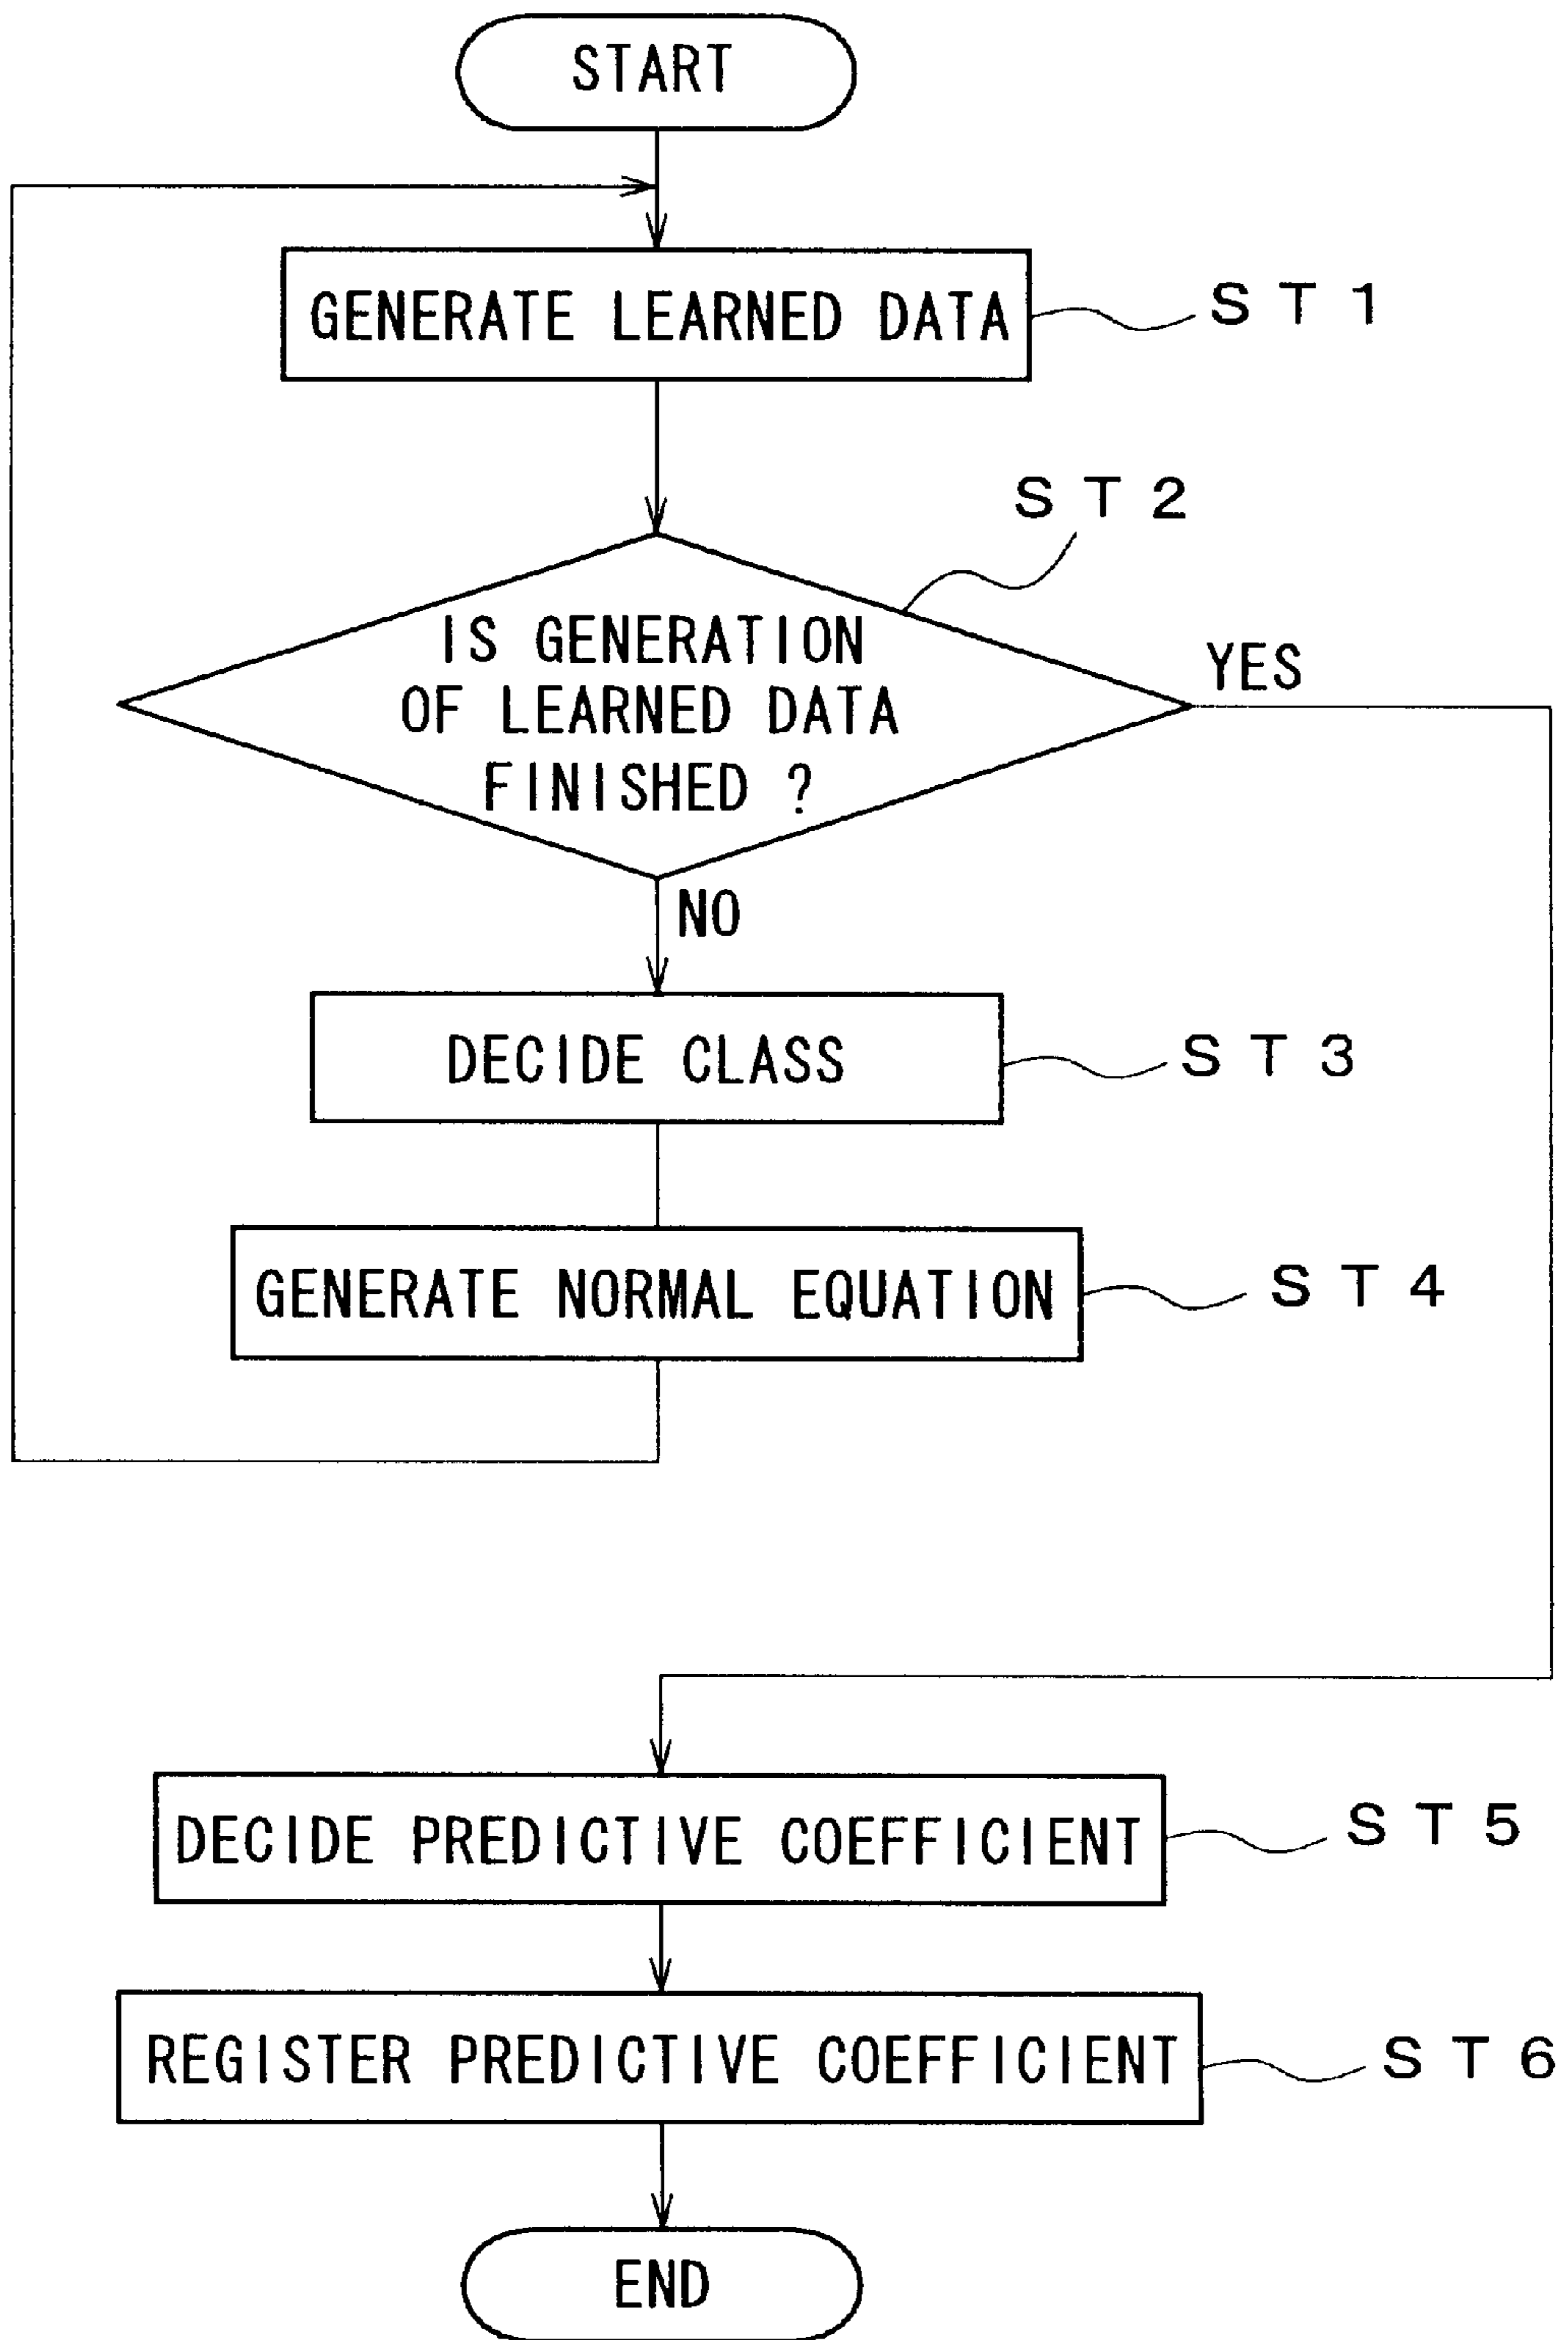 START
GENERATE LEARNED DATA
ST1
ST2
IS GENERATION
OF LEARNED DATA
FINISHED ?
YES
NO
DECIDE CLASS
ST3
GENERATE NORMAL EQUATION
ST4
DECIDE PREDICTIVE COEFFICIENT
ST5
REGISTER PREDICTIVE COEFFICIENT
ST6
END